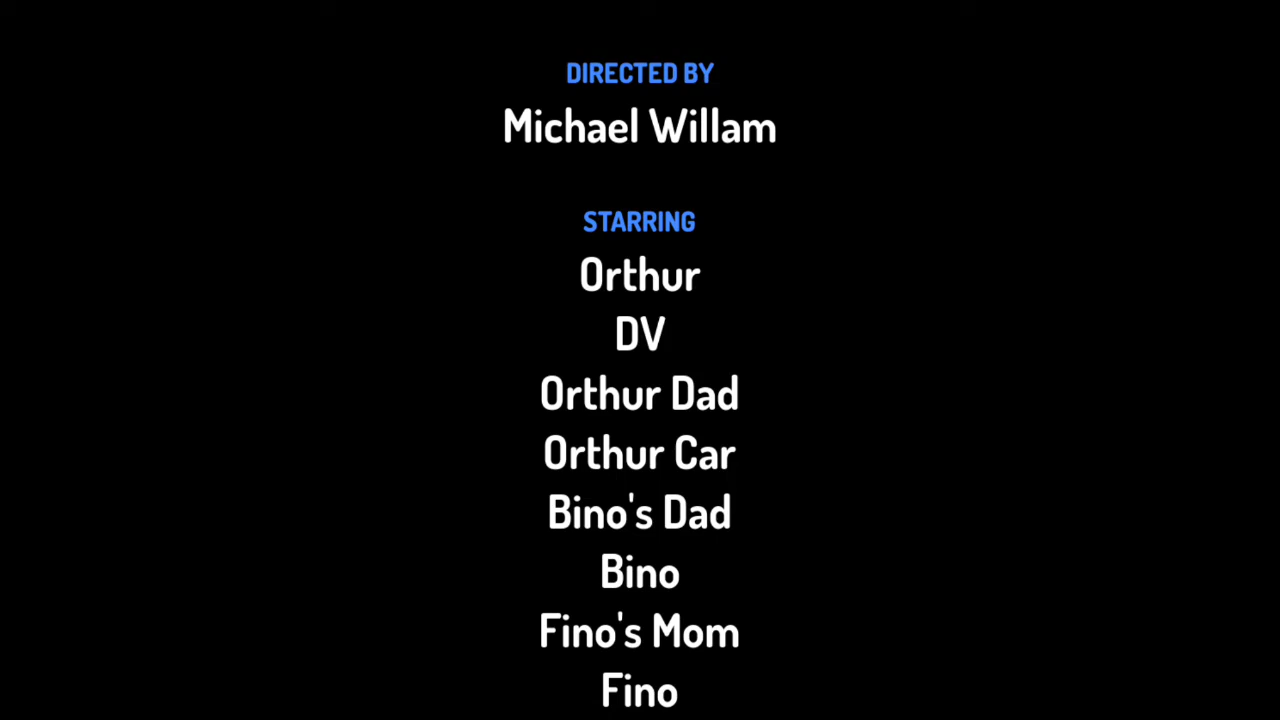 DIRECTED BY
Michael Willam
STARRING
Orthur
DV
Orthur Dad
Orthur Car
Bino's Dad
Bino
Fino's Mom
Fino